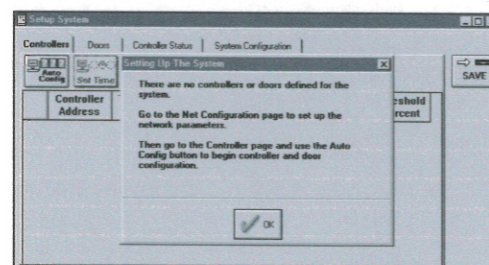 Setup System
Controllers Doors Controller Status System Configuration
Auto Config
Set Time
Setting Up The System
SAVE
There are no controllers or doors defined for the
system.
Go to the Net Configuration page to set up the
network parameters.
Then go to the Controller page and use the Auto
Config button to begin controller and door
configuration.
OK
Controller
Address
eshold
rcent